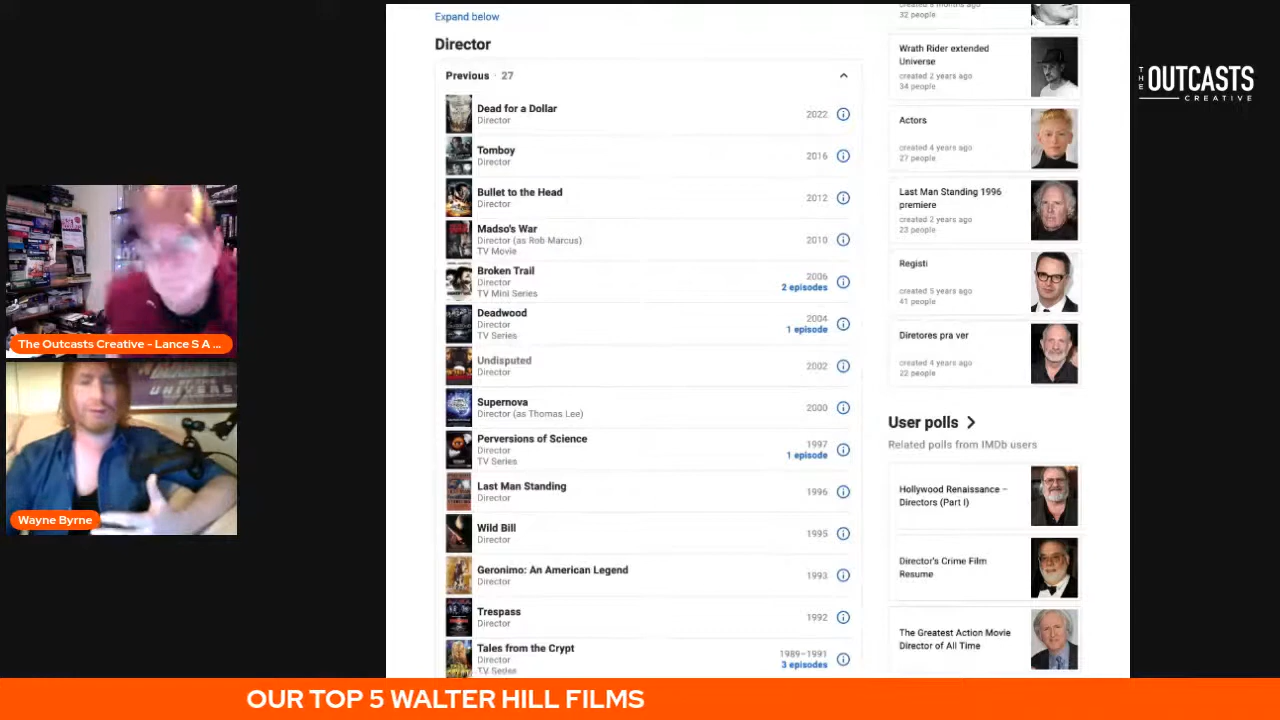 Expand below
Director
Previous · 27
Dead for a Dollar
Director
2022
Tomboy
Director
2016
Bullet to the Head
Director
2012
Madso's War
Director (as Rob Marcus)
TV Movie
2010
Broken Trail
Director
TV Mini Series
2006
2 episodes
Deadwood
Director
TV Series
2004
1 episode
Undisputed
Director
2002
Supernova
Director (as Thomas Lee)
2000
Perversions of Science
Director
TV Series
1997
1 episode
Last Man Standing
Director
1996
Wild Bill
Director
1995
Geronimo: An American Legend
Director
1993
Trespass
Director
1992
Tales from the Crypt
Director
TV Series
1989–1991
3 episodes
created 8 months ago
32 people
Wrath Rider extended
Universe
created 2 years ago
34 people
Actors
created 4 years ago
27 people
Last Man Standing 1996
premiere
created 2 years ago
23 people
Registi
created 5 years ago
41 people
Diretores pra ver
created 4 years ago
22 people
User polls
Related polls from IMDb users
Hollywood Renaissance –
Directors (Part I)
Director's Crime Film
Resume
The Greatest Action Movie
Director of All Time
THE OUTCASTS
CREATIVE
The Outcasts Creative - Lance S A ...
Wayne Byrne
OUR TOP 5 WALTER HILL FILMS